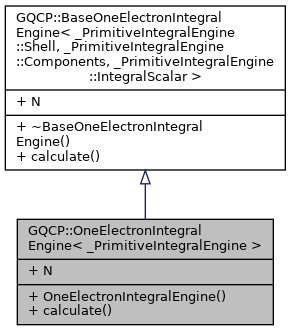 GQCP::BaseOneElectronIntegral
Engine< _PrimitiveIntegralEngine
::Shell, _PrimitiveIntegralEngine
::Components, _PrimitiveIntegralEngine
::IntegralScalar >
+ N
+ ~BaseOneElectronIntegral
Engine()
+ calculate()
GQCP::OneElectronIntegral
Engine< _PrimitiveIntegralEngine >
+ N
+ OneElectronIntegralEngine()
+ calculate()